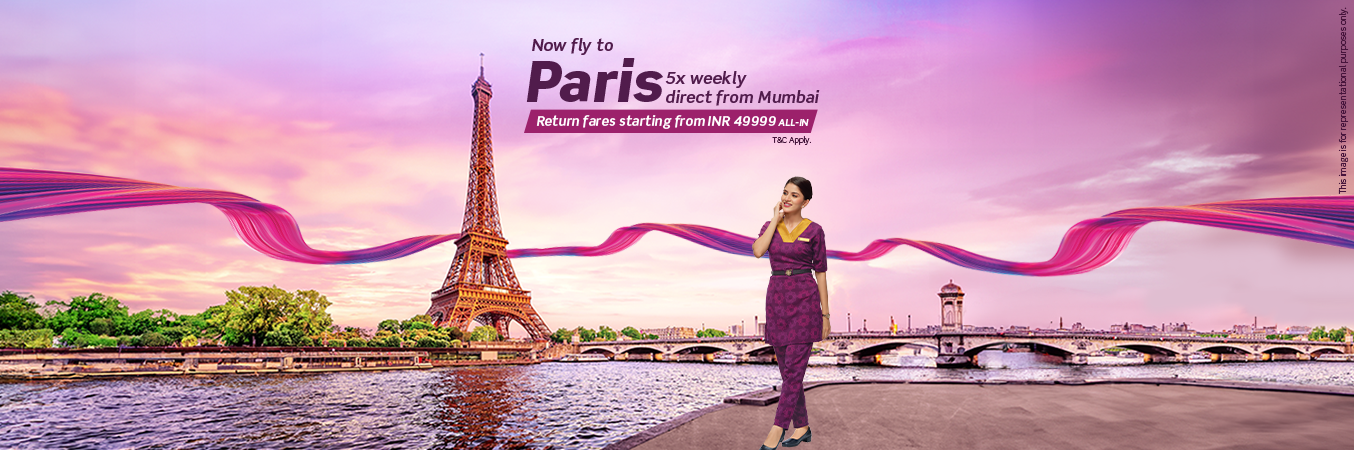 Now fly to
Paris
5x weekly
direct from Mumbai
Return fares starting from INR 49999 ALL-IN
T&C Apply.
This image is for representational purposes only.